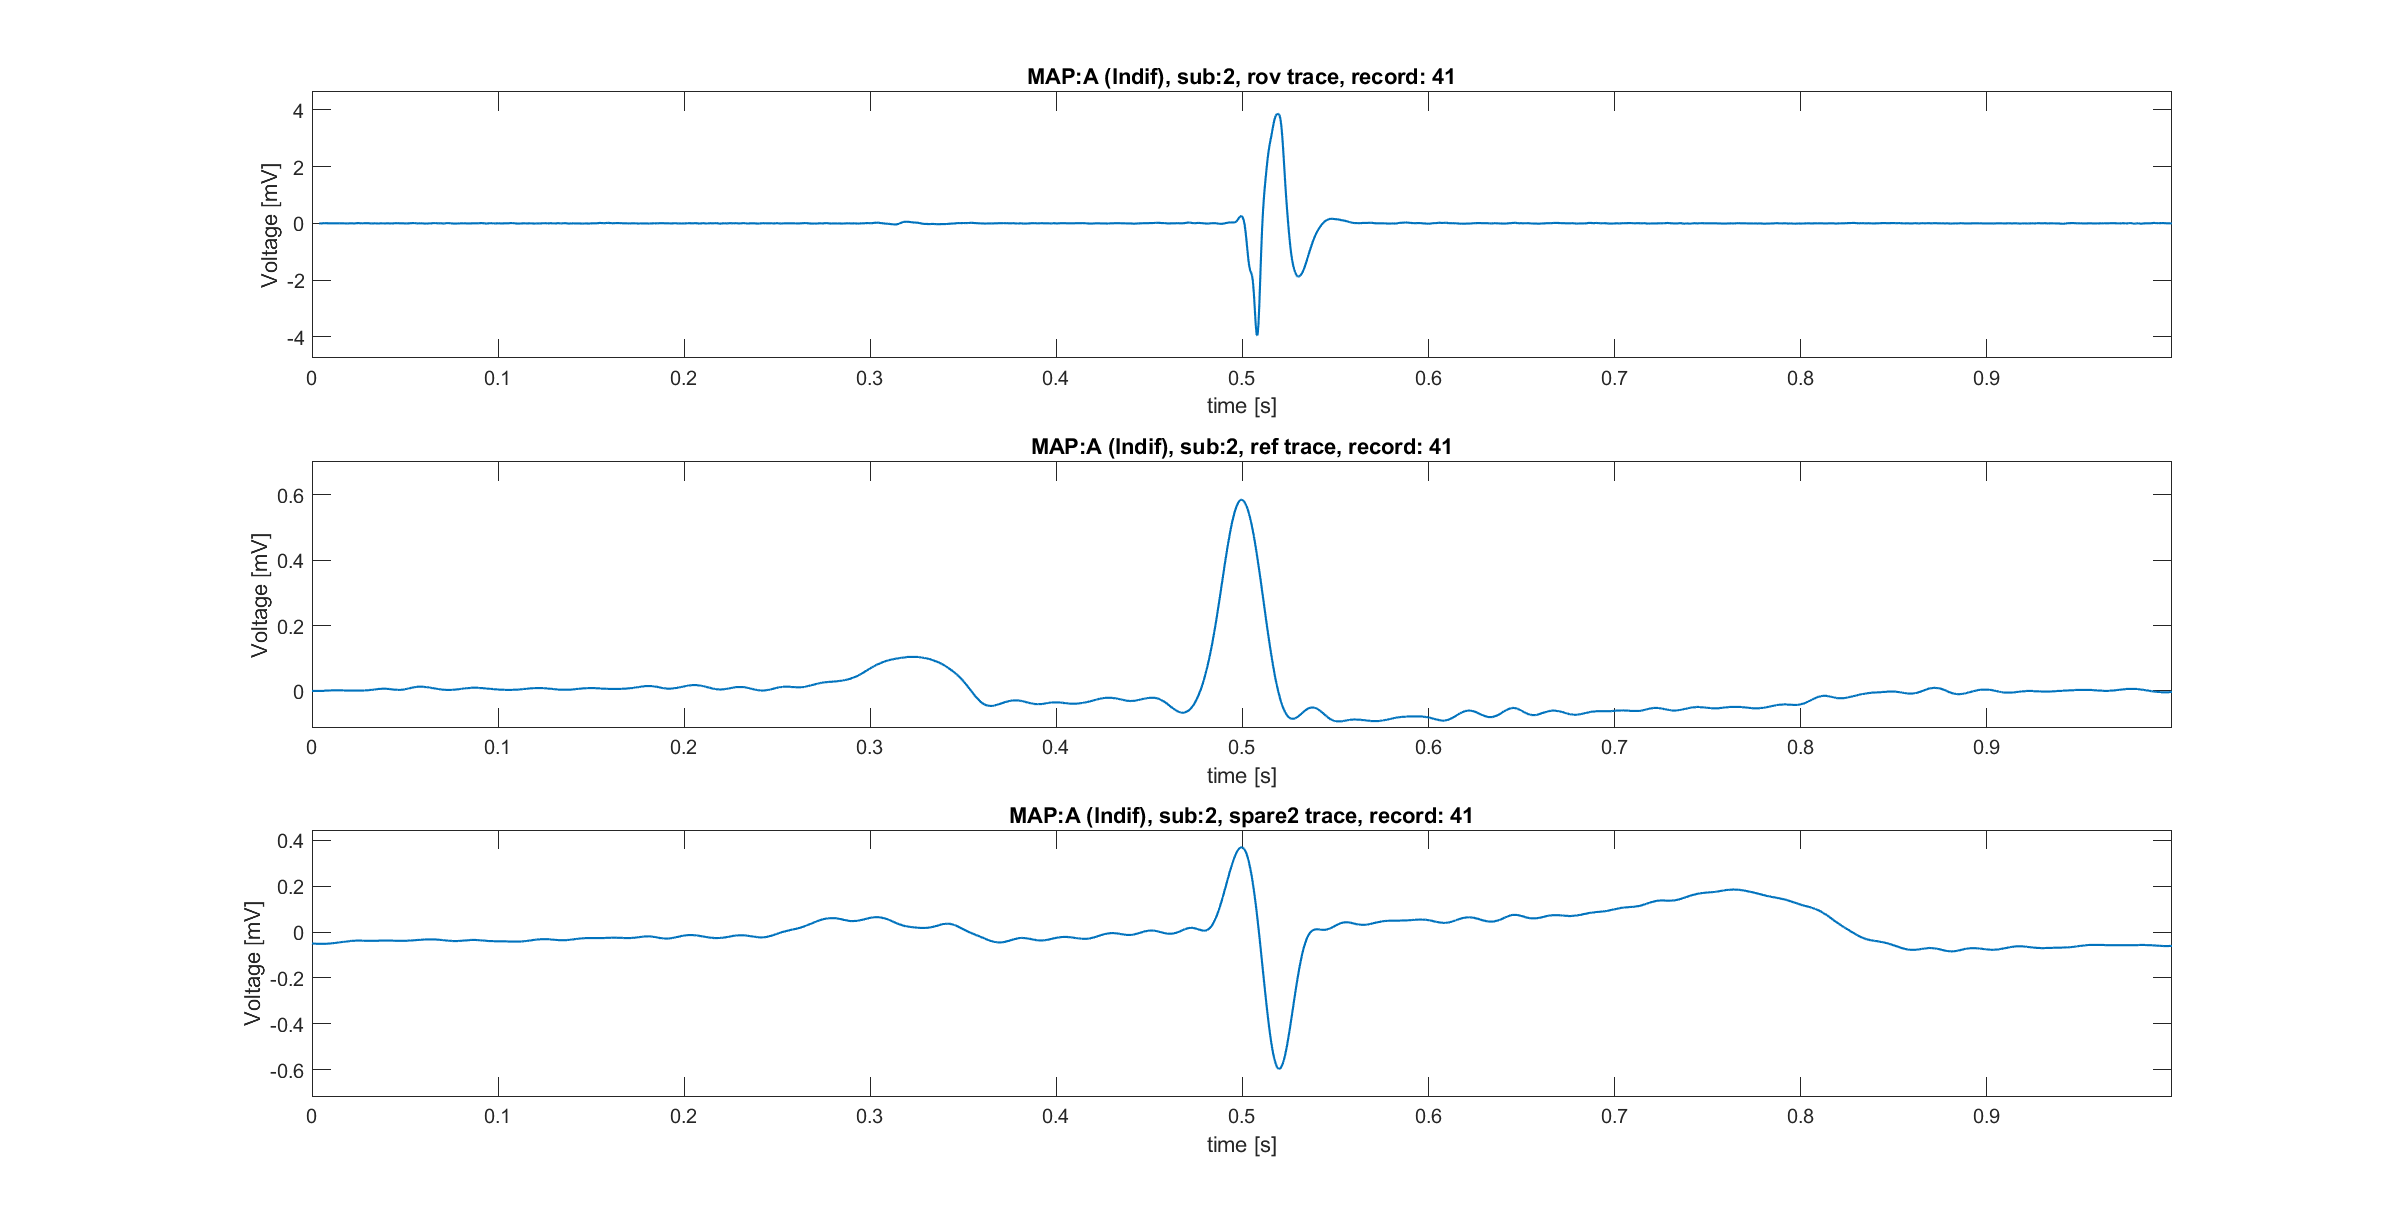 MAP:A (Indif), sub:2, rov trace, record: 41
Voltage [mV]
4
2
0
-2
-4
0 0.1 0.2 0.3 0.4 0.5 0.6 0.7 0.8 0.9
time [s]
MAP:A (Indif), sub:2, ref trace, record: 41
Voltage [mV]
0.6
0.4
0.2
0
0 0.1 0.2 0.3 0.4 0.5 0.6 0.7 0.8 0.9
time [s]
MAP:A (Indif), sub:2, spare2 trace, record: 41
Voltage [mV]
0.4
0.2
0
-0.2
-0.4
-0.6
0 0.1 0.2 0.3 0.4 0.5 0.6 0.7 0.8 0.9
time [s]